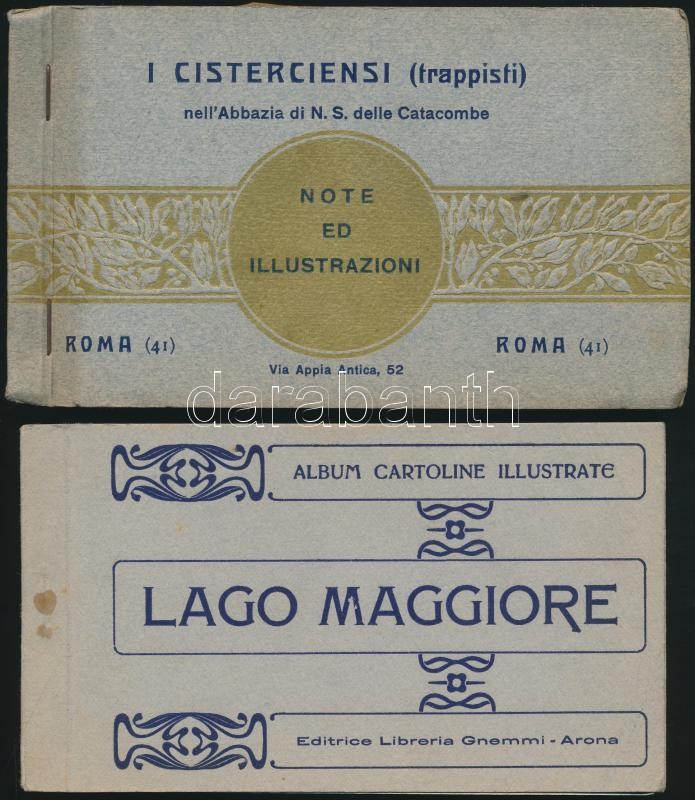 I CISTERCIENSI (trappisti)
nell'Abbazia di N. S. delle Catacombe
NOTE
ED
ILLUSTRAZIONI
ROMA (41)
ROMA (41)
Via Appia Antica, 52
darabanth
ALBUM CARTOLINE ILLUSTRATE
LAGO MAGGIORE
Editrice Libreria Gnemmi - Arona